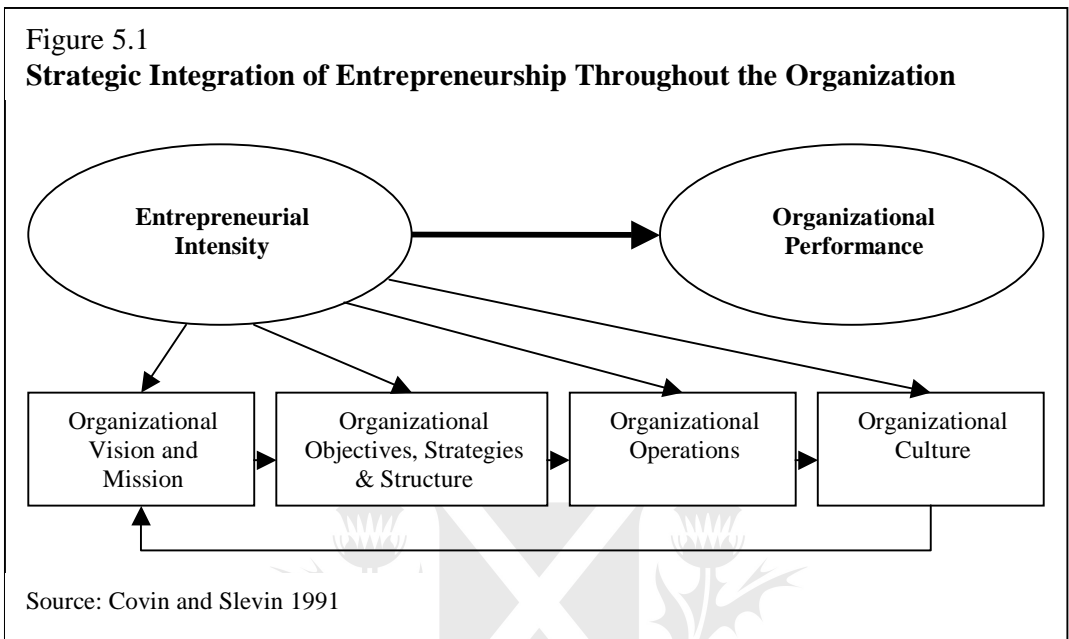 Figure 5.1
Strategic Integration of Entrepreneurship Throughout the Organization
Entrepreneurial
Intensity
Organizational
Performance
Organizational
Vision and
Mission
Organizational
Objectives, Strategies
& Structure
Organizational
Operations
Organizational
Culture
Source: Covin and Slevin 1991